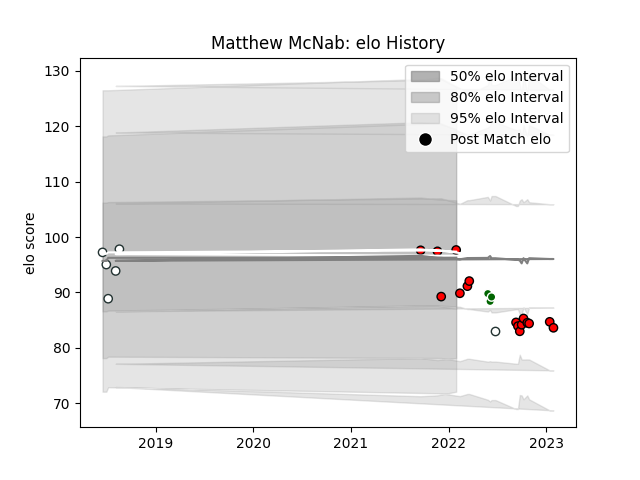 Matthew McNab: elo History
130
120
110
100
90
80
70
elo score
50% elo Interval
80% elo Interval
95% elo Interval
Post Match elo
2019
2020
2021
2022
2023